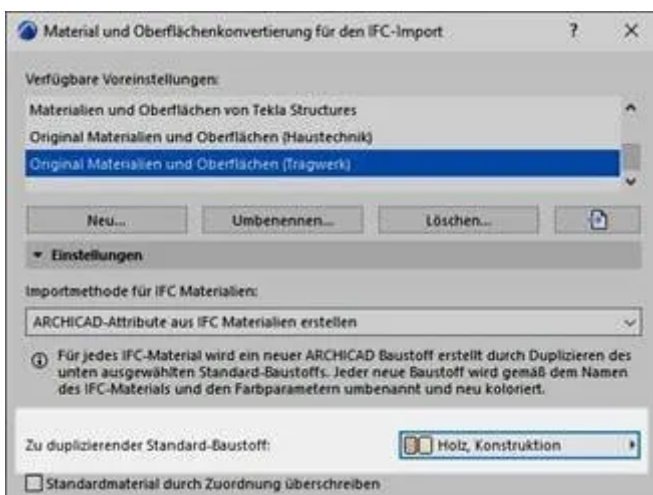 Material und Oberflächenkonvertierung für den IFC-Import
Verfügbare Voreinstellungen:
Materialien und Oberflächen von Tekla Structures
Original Materialien und Oberflächen (Haustechnik)
Original Materialien und Oberflächen (Tragwerk)
Neu... Umbenennen... Löschen...
Einstellungen
Importmethode für IFC Materialien:
ARCHICAD-Attribute aus IFC Materialien erstellen
Für jedes IFC-Material wird ein neuer ARCHICAD Baustoff erstellt durch Duplizieren des
unten ausgewählten Standard-Baustoffs. Jeder neue Baustoff wird gemäß dem Namen
des IFC-Materials und den Farbparametern umbenannt und neu koloriert.
Zu duplizierender Standard-Baustoff: Holz, Konstruktion
Standardmaterial durch Zuordnung überschreiben